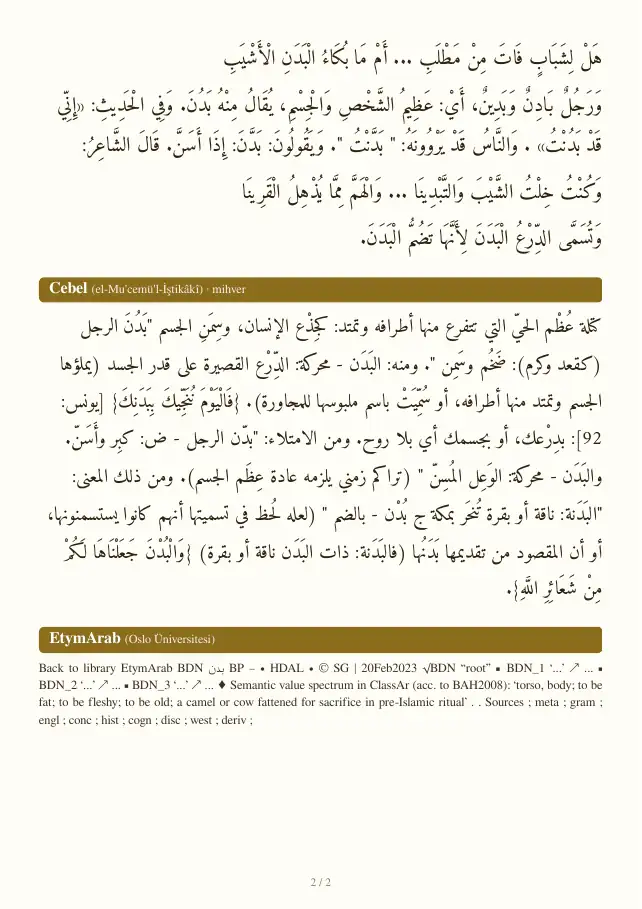 هَلْ لِشَبَابٍ فَاتَ مِنْ مَطْلَبِ ... أَمْ مَا بُكَاءُ الْبَدَنِ الْأَشْيَبِ
وَرَجُلٌ بَادِنٌ وَبَدِينٌ، أَيْ: عَظِيمُ الشَّخْصِ وَالْجِسْمِ، يُقَالُ مِنْهُ بَدُنَ. وَفِي الْحَدِيثِ: «إِنِّي
قَدْ بَدُنْتُ» . وَالنَّاسُ قَدْ يَرْوُونَهُ: " بَدَّنْتُ ". وَيَقُولُونَ: بَدَّنَ: إِذَا أَسَنَّ. قَالَ الشَّاعِرُ:
وَكُنْتُ خِلْتُ الشَّيْبَ وَالتَّبْدِينَا ... وَالْهَمَّ مِمَّا يُذْهِلُ الْقَرِينَا
وَتُسَمَّى الدِّرْعُ الْبَدَنَ لِأَنَّهَا تَضُمُّ الْبَدَنَ.
Cebel (el-Mu'cemü'l-İştikâkî) · mihver
كتلة عُظْم الحيّ التي تتفرع منها أطرافه وتمتد: كجِذْع الإنسان، وسِمَنِ الجسم "بَدُنَ الرجل
(كقعد وكرم): ضَخُم وسَمِن ". ومنه: البَدَن - محركة: الدِّرْع القصيرة على قدر الجسد (يملؤها
الجسم وتمتد منها أطرافه، أو سُمِّيَتْ باسم ملبوسها للمجاورة). {فَالْيَوْمَ نُنَجِّيكَ بِبَدَنِكَ} [يونس:
92]: بدِرْعك، أو بجسمك أي بلا روح. ومن الامتلاء: "بدّن الرجل - ض: كبِر وأَسَنّ.
والبَدَن - محركة: الوَعِل المُسِنّ " (تراكم زمني يلزمه عادة عِظَم الجسم). ومن ذلك المعنى:
"البَدَنة: ناقة أو بقرة تُنحَر بمكة ج بُدْن - بالضم " (لعله لُحظ في تسميتها أنهم كانوا يستسمنونها،
أو أن المقصود من تقديمها بَدَنُها (فالبَدَنة: ذات البَدَن ناقة أو بقرة) {وَالْبُدْنَ جَعَلْنَاهَا لَكُمْ
مِنْ شَعَائِرِ اللَّهِ}.
EtymArab (Oslo Üniversitesi)
Back to library EtymArab BDN بدن BP – • HDAL • © SG | 20Feb2023 √BDN “root” ▪ BDN_1 ‘...’ ↗ ... ▪
BDN_2 ‘...’ ↗ ... ▪ BDN_3 ‘...’ ↗ ... ♦ Semantic value spectrum in ClassAr (acc. to BAH2008): ‘torso, body; to be
fat; to be fleshy; to be old; a camel or cow fattened for sacrifice in pre-Islamic ritual’ . . Sources ; meta ; gram ;
engl ; conc ; hist ; cogn ; disc ; west ; deriv ;
2 / 2